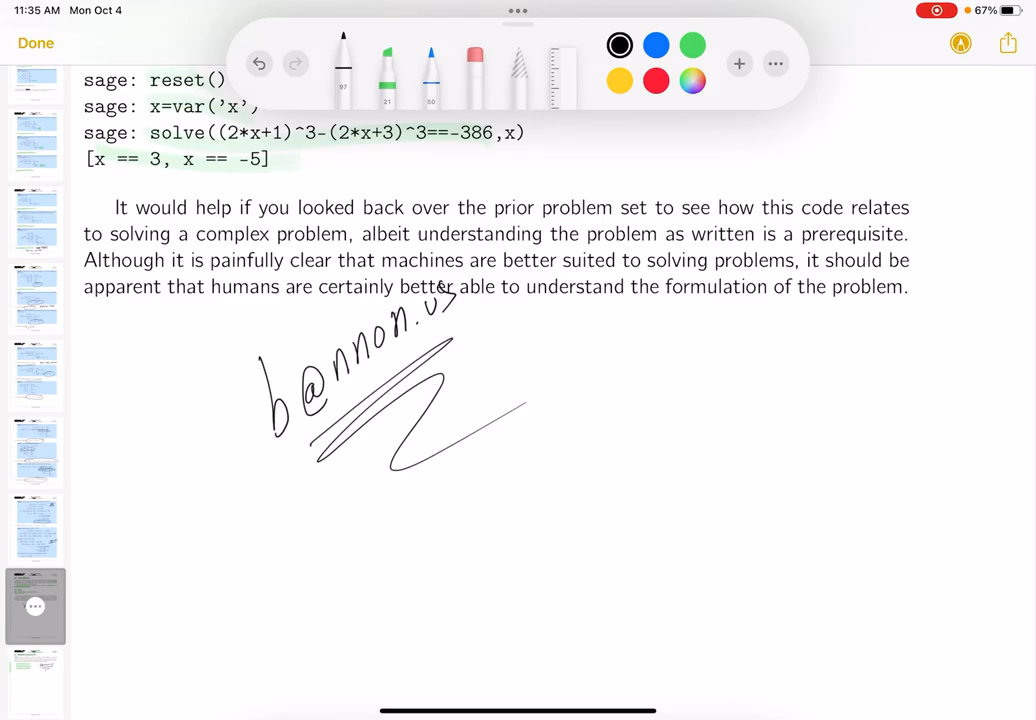 11:35 AM Mon Oct 4
67%
Done
97
21
50
sage: reset()
sage: x=var('x',
sage: solve((2*x+1)^3-(2*x+3)^3==-386,x)
[x == 3, x == -5]
It would help if you looked back over the prior problem set to see how this code relates
to solving a complex problem, albeit understanding the problem as written is a prerequisite.
Although it is painfully clear that machines are better suited to solving problems, it should be
apparent that humans are certainly better able to understand the formulation of the problem.
b@nnon.us